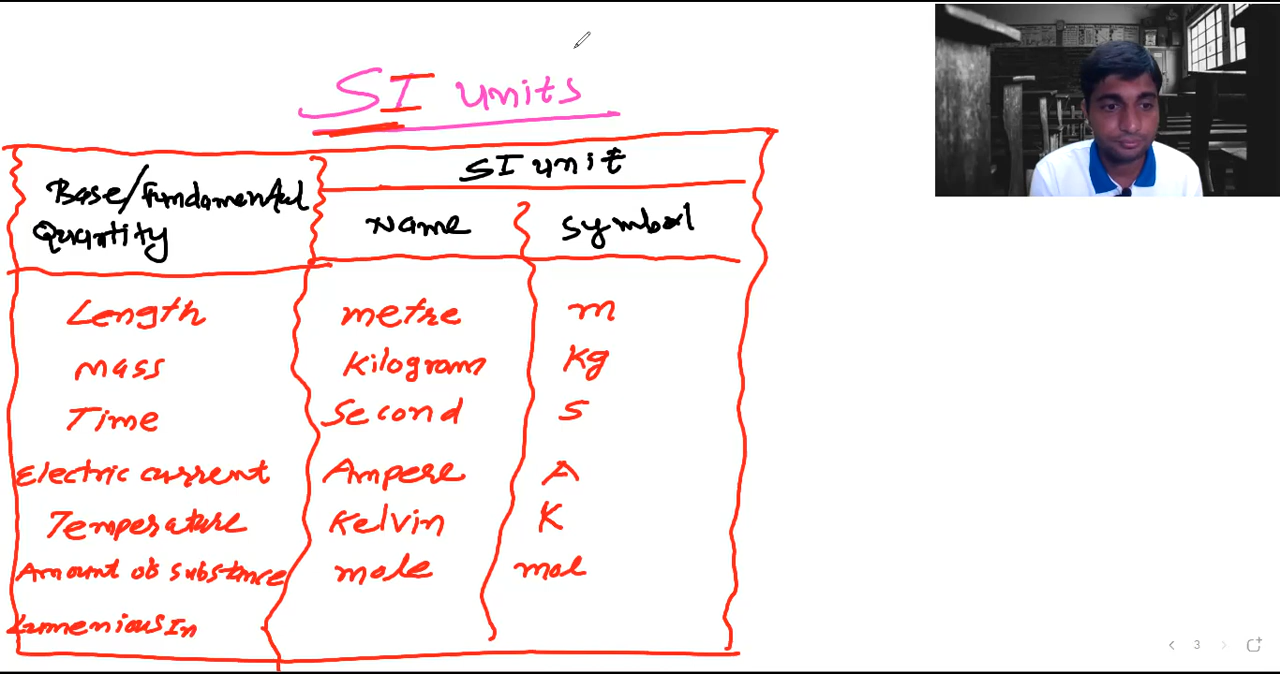 SI units
Base/Fundamental
Quantity
SI unit
Name
Symbol
Length metre m
Mass Kilogram Kg
Time Second S
Electric current Ampere A
Temperature Kelvin K
Amount of substance mole mol
Lumenious In
3